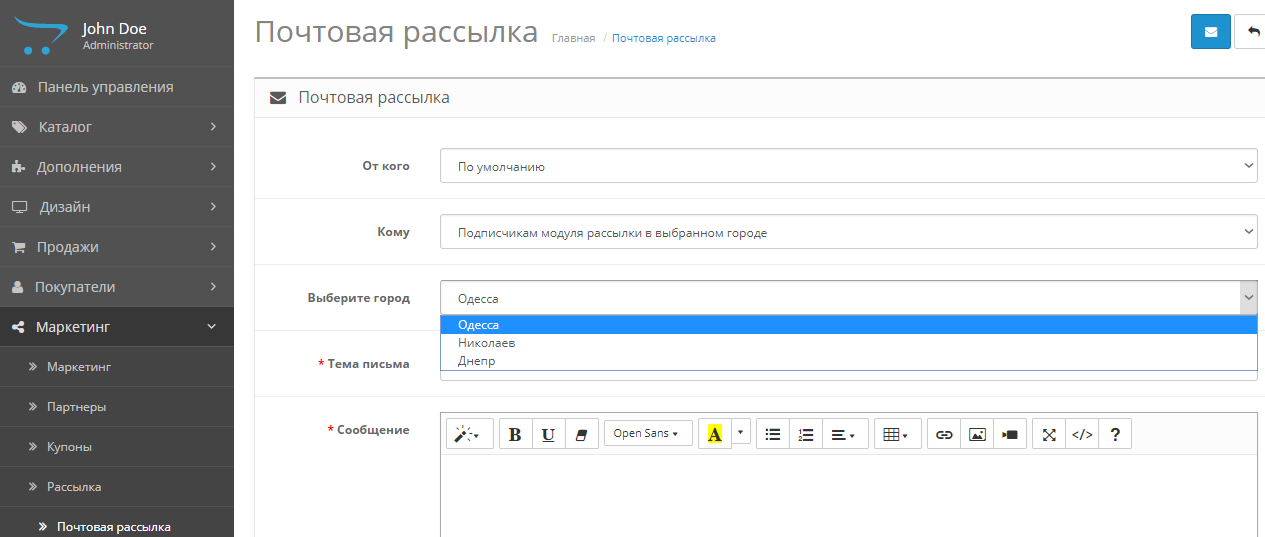 John Doe
Administrator
Панель управления
Каталог
Дополнения
Дизайн
Продажи
Покупатели
Маркетинг
Маркетинг
Партнеры
Купоны
Рассылка
Почтовая рассылка
Почтовая рассылка
Главная / Почтовая рассылка
Почтовая рассылка
От кого
По умолчанию
Кому
Подписчикам модуля рассылки в выбранном городе
Выберите город
Одесса
Одесса
Николаев
Днепр
* Тема письма
* Сообщение
B U Open Sans A </> ?